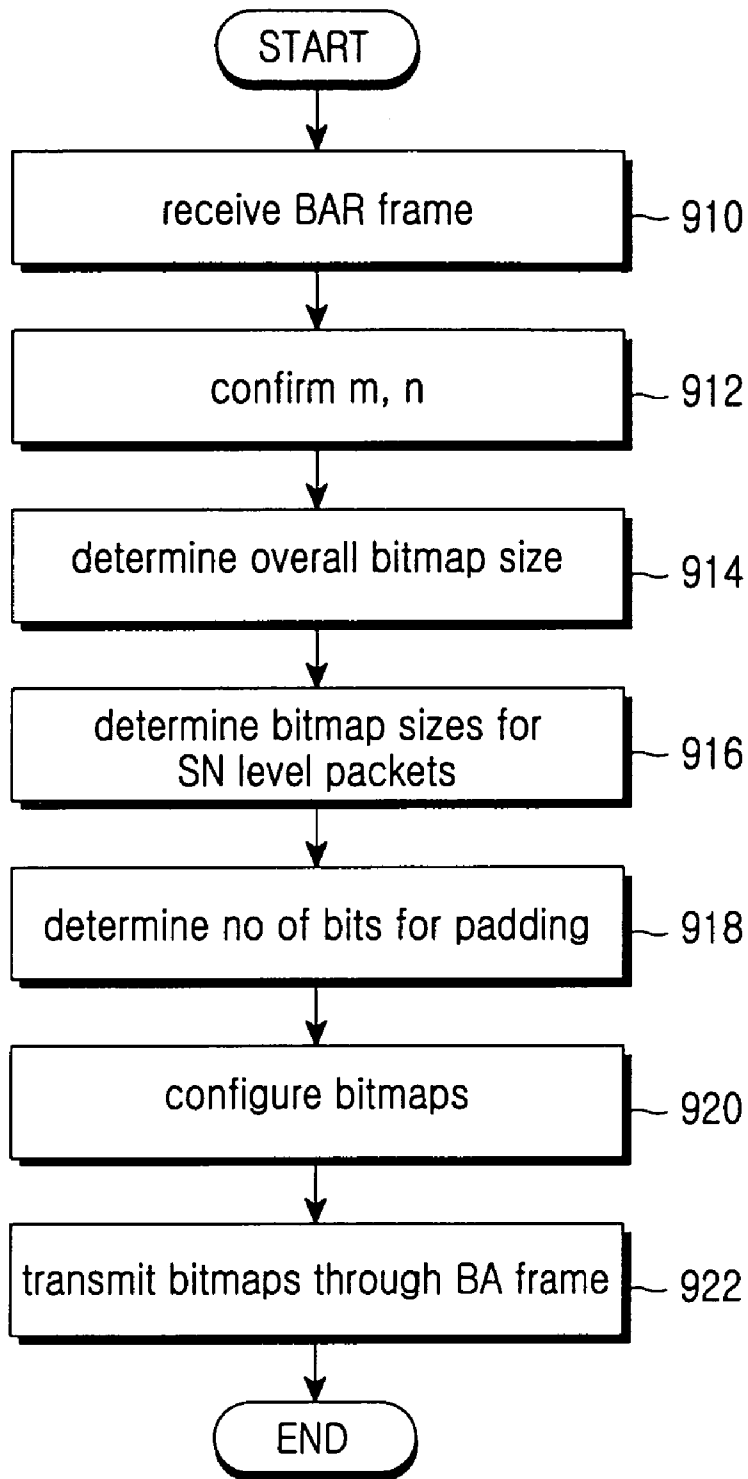 START
receive BAR frame
910
confirm m, n
912
determine overall bitmap size
914
determine bitmap sizes for
SN level packets
916
determine no of bits for padding
918
configure bitmaps
920
transmit bitmaps through BA frame
922
END